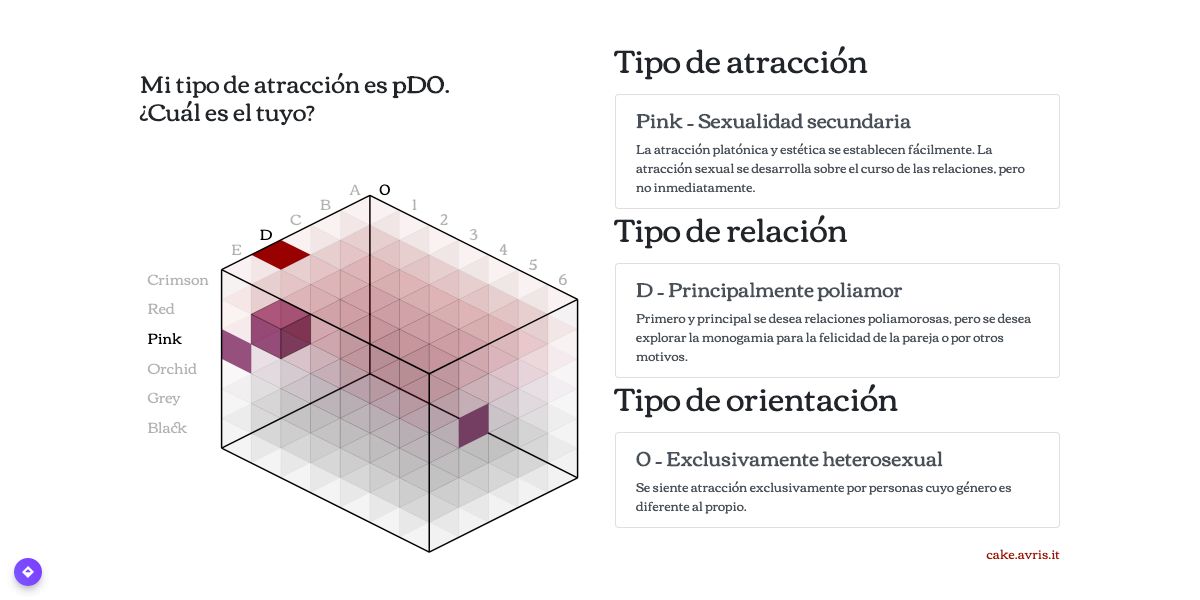 Mi tipo de atracción es pD0.
¿Cuál es el tuyo?
A
0
B
1
C
2
D
3
E
4
5
6
Crimson
Red
Pink
Orchid
Grey
Black
Tipo de atracción
Pink - Sexualidad secundaria
La atracción platónica y estética se establecen fácilmente. La
atracción sexual se desarrolla sobre el curso de las relaciones, pero
no inmediatamente.
Tipo de relación
D - Principalmente poliamor
Primero y principal se desea relaciones poliamorosas, pero se desea
explorar la monogamia para la felicidad de la pareja o por otros
motivos.
Tipo de orientación
0 - Exclusivamente heterosexual
Se siente atracción exclusivamente por personas cuyo género es
diferente al propio.
cake.avris.it